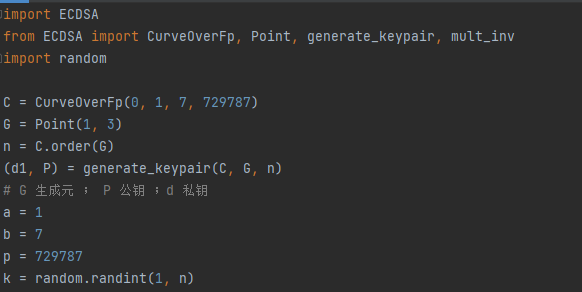 import ECDSA
from ECDSA import CurveOverFp, Point, generate_keypair, mult_inv
import random
C = CurveOverFp(0, 1, 7, 729787)
G = Point(1, 3)
n = C.order(G)
(d1, P) = generate_keypair(C, G, n)
# G 生成元 ; P 公钥 ;d 私钥
a = 1
b = 7
p = 729787
k = random.randint(1, n)